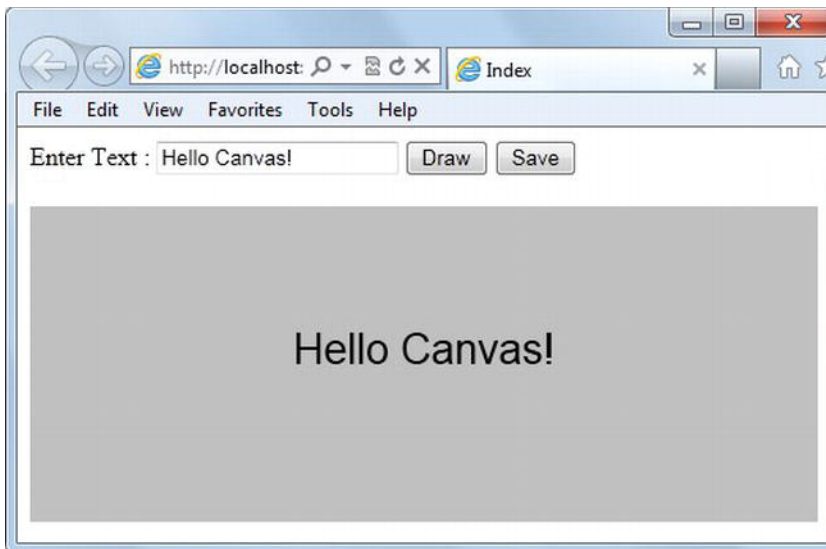 http://localhost:
Index
File Edit View Favorites Tools Help
Enter Text : Hello Canvas! Draw Save
Hello Canvas!